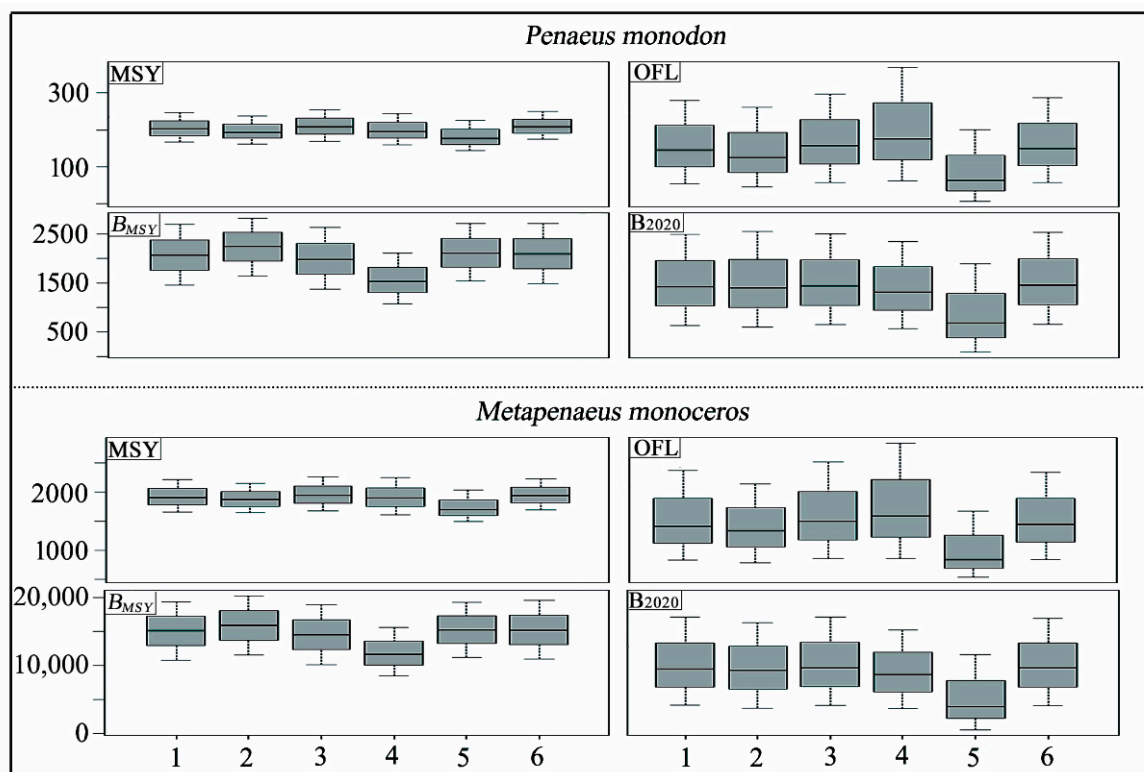 Penaeus monodon
MSY
OFL
300
100
BMSY
B2020
2500
1500
500
Metapenaeus monoceros
MSY
OFL
2000
1000
BMSY
B2020
20,000
10,000
0
1 2 3 4 5 6 1 2 3 4 5 6